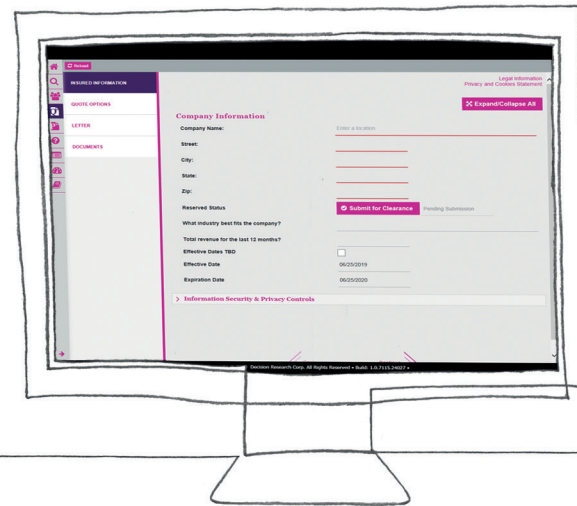 Reload
INSURED INFORMATION
QUOTE OPTIONS
LETTER
DOCUMENTS
Legal Information
Privacy and Cookies Statement
Expand/Collapse All
Company Information
Company Name: Enter a location
Street:
City:
State:
Zip:
Reserved Status Submit for Clearance Pending Submission
What industry best fits the company?
Total revenue for the last 12 months?
Effective Dates TBD
Effective Date 06/25/2019
Expiration Date 06/25/2020
> Information Security & Privacy Controls
Decision Research Corp. All Rights Reserved • Build: 1.0.7115.24027 •